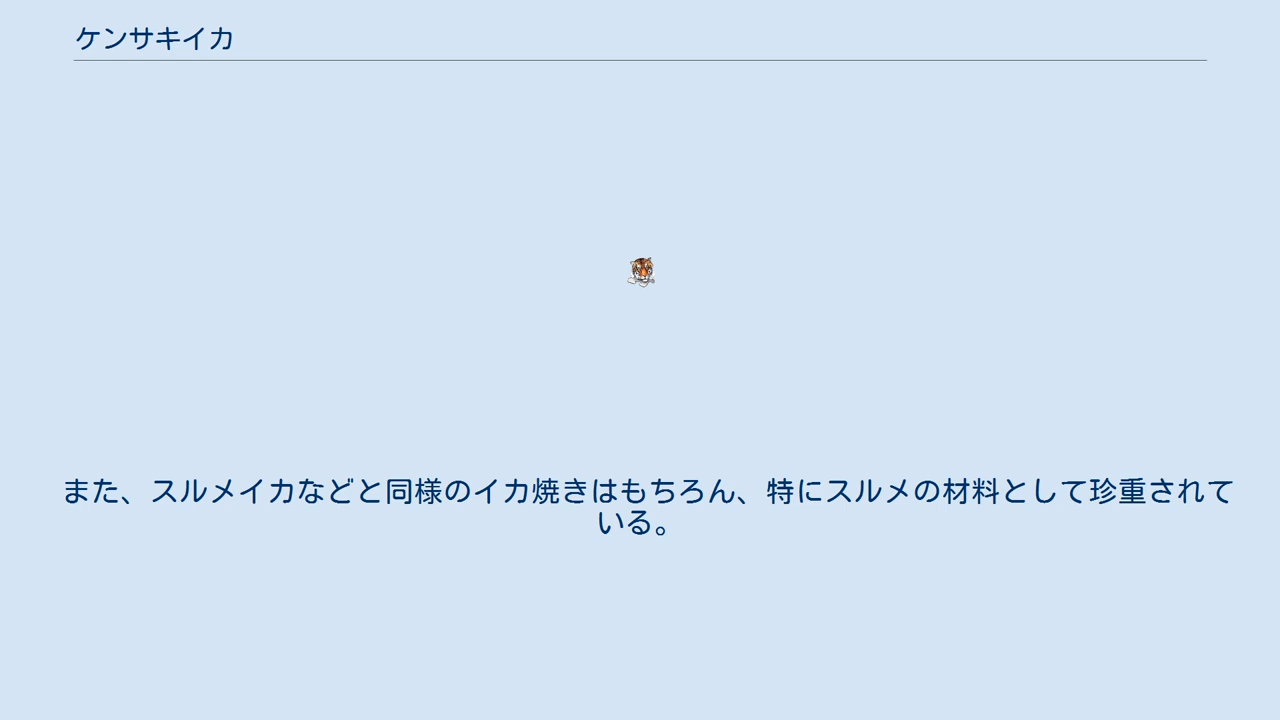 ケンサキイカ
また、スルメイカなどと同様のイカ焼きはもちろん、特にスルメの材料として珍重されて
いる。